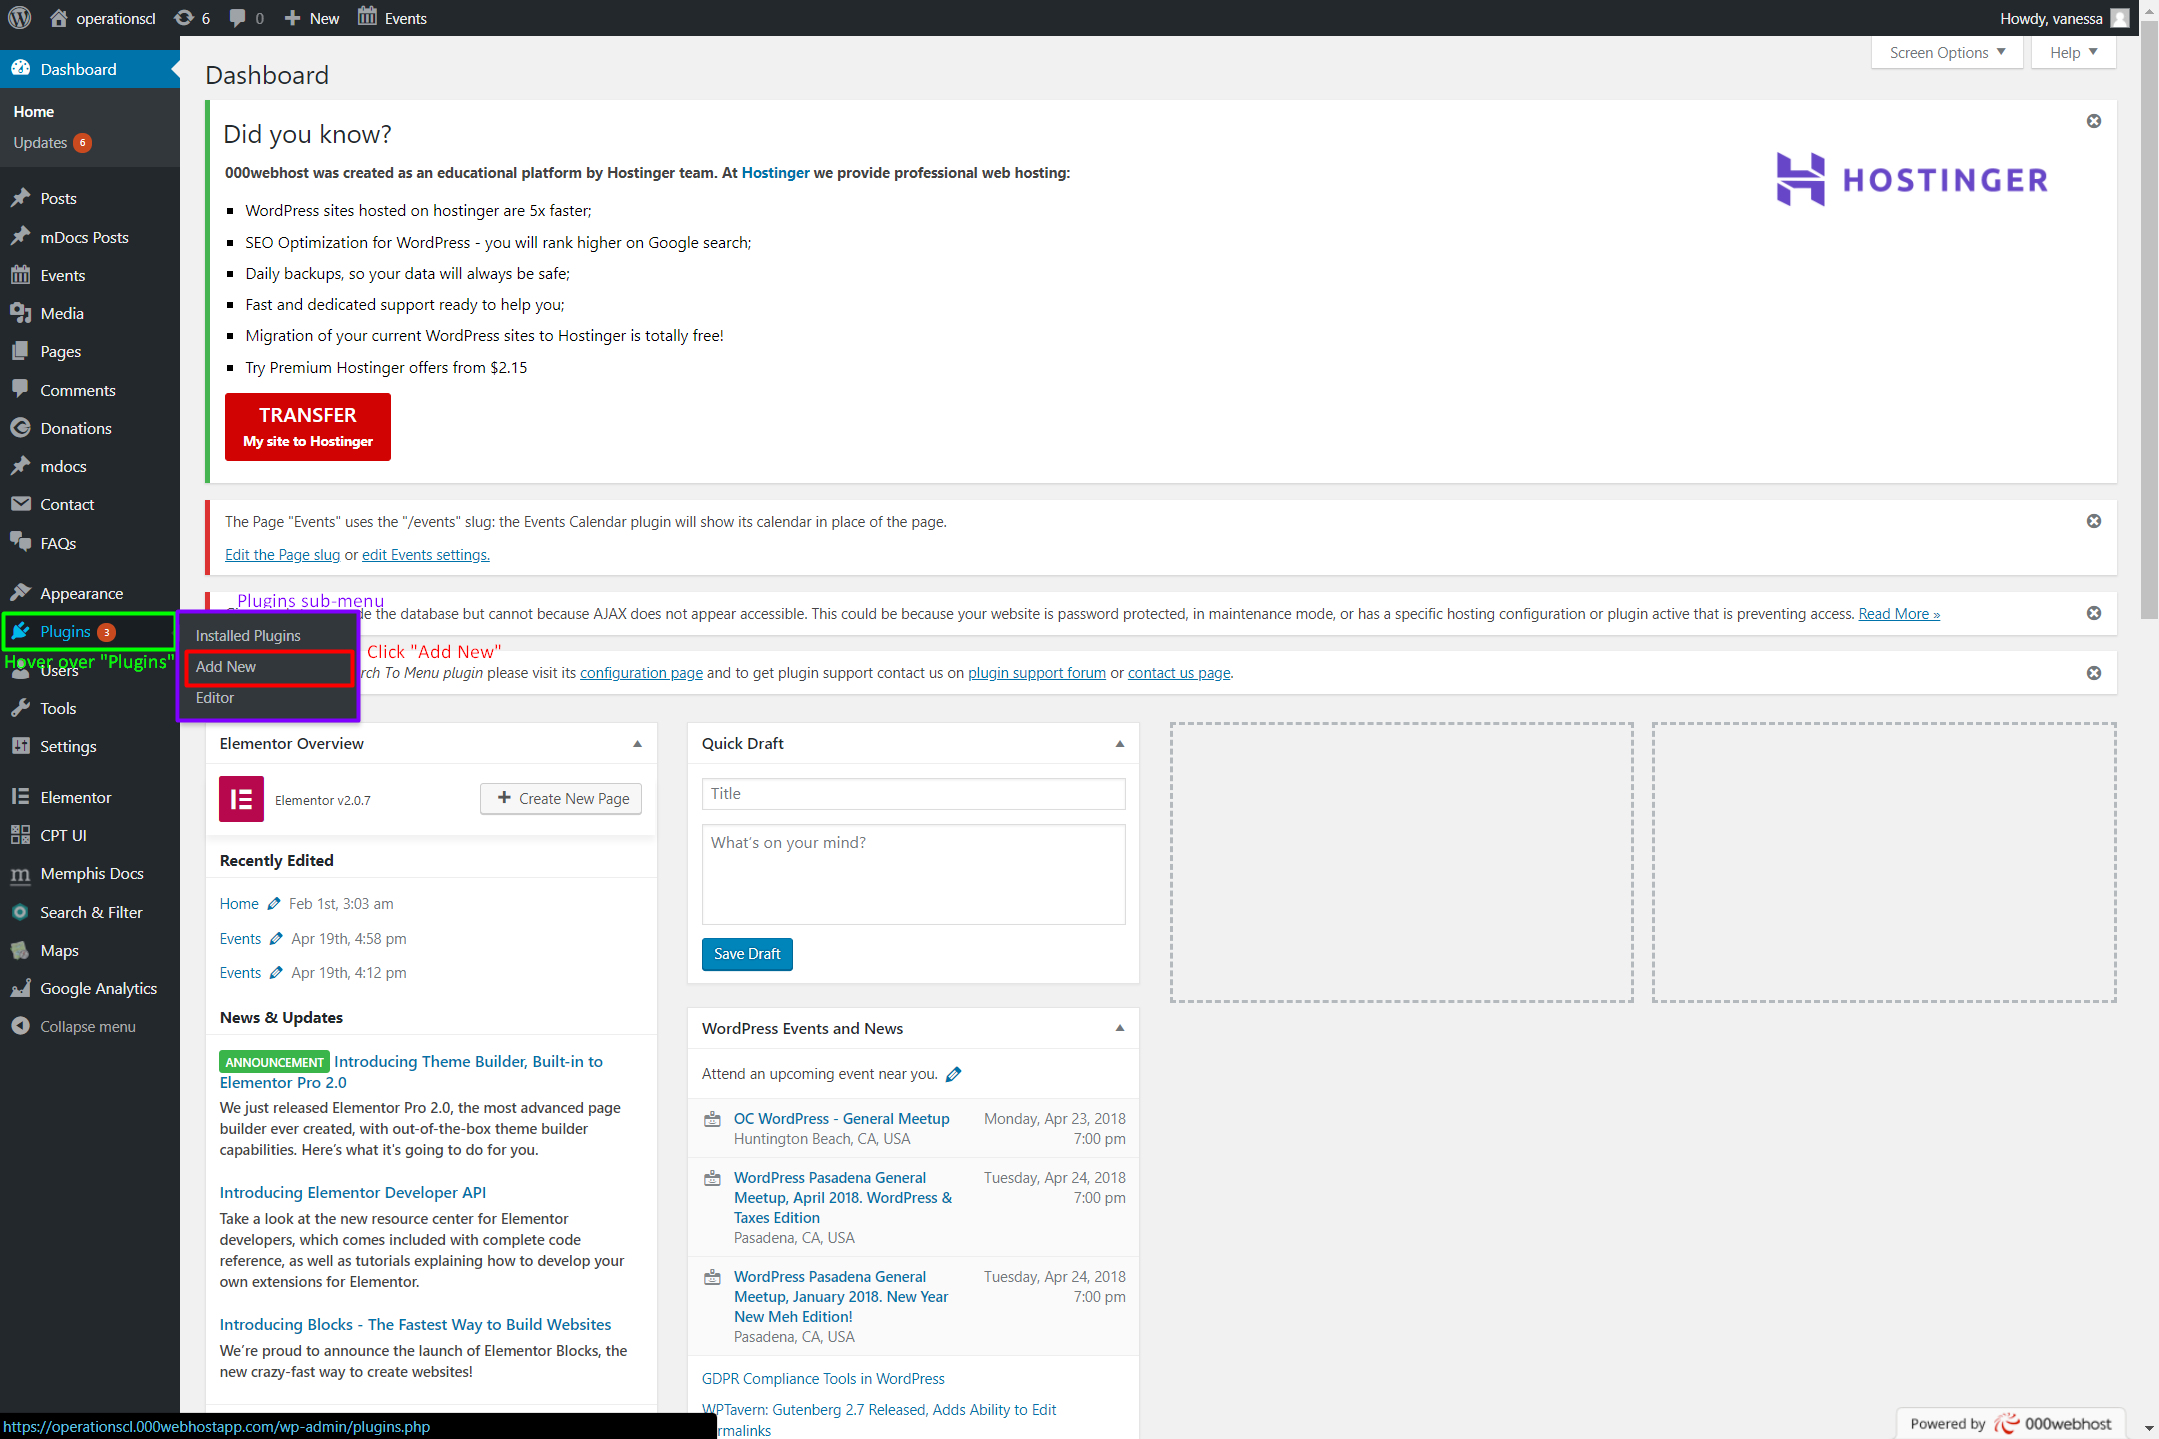 operationscl
6
0
New
Events
Howdy, vanessa
Dashboard
Home
Updates 6
Posts
mDocs Posts
Events
Media
Pages
Comments
Donations
mdocs
Contact
FAQs
Appearance
Plugins 3
Hover over "Plugins"
Users
Tools
Settings
Elementor
CPT UI
Memphis Docs
Search & Filter
Maps
Google Analytics
Collapse menu
Plugins sub-menu
Installed Plugins
Add New
Editor
Click "Add New"
Screen Options
Help
Dashboard
Did you know?
000webhost was created as an educational platform by Hostinger team. At Hostinger we provide professional web hosting:
WordPress sites hosted on hostinger are 5x faster;
SEO Optimization for WordPress - you will rank higher on Google search;
Daily backups, so your data will always be safe;
Fast and dedicated support ready to help you;
Migration of your current WordPress sites to Hostinger is totally free!
Try Premium Hostinger offers from $2.15
TRANSFER
My site to Hostinger
HOSTINGER
The Page "Events" uses the "/events" slug: the Events Calendar plugin will show its calendar in place of the page.
Edit the Page slug or edit Events settings.
the database but cannot because AJAX does not appear accessible. This could be because your website is password protected, in maintenance mode, or has a specific hosting configuration or plugin active that is preventing access. Read More »
To Menu plugin please visit its configuration page and to get plugin support contact us on plugin support forum or contact us page.
Elementor Overview
Elementor v2.0.7
Create New Page
Recently Edited
Home Feb 1st, 3:03 am
Events Apr 19th, 4:58 pm
Events Apr 19th, 4:12 pm
News & Updates
ANNOUNCEMENT Introducing Theme Builder, Built-in to
Elementor Pro 2.0
We just released Elementor Pro 2.0, the most advanced page
builder ever created, with out-of-the-box theme builder
capabilities. Here's what it's going to do for you.
Introducing Elementor Developer API
Take a look at the new resource center for Elementor
developers, which comes included with complete code
reference, as well as tutorials explaining how to develop your
own extensions for Elementor.
Introducing Blocks - The Fastest Way to Build Websites
We're proud to announce the launch of Elementor Blocks, the
new crazy-fast way to create websites!
Quick Draft
Title
What's on your mind?
Save Draft
WordPress Events and News
Attend an upcoming event near you.
OC WordPress - General Meetup
Huntington Beach, CA, USA
Monday, Apr 23, 2018
7:00 pm
WordPress Pasadena General
Meetup, April 2018. WordPress &
Taxes Edition
Pasadena, CA, USA
Tuesday, Apr 24, 2018
7:00 pm
WordPress Pasadena General
Meetup, January 2018. New Year
New Meh Edition!
Pasadena, CA, USA
Tuesday, Apr 24, 2018
7:00 pm
GDPR Compliance Tools in WordPress
WPTavern: Gutenberg 2.7 Released, Adds Ability to Edit
rmalinks
https://operationscl.000webhostapp.com/wp-admin/plugins.php
Powered by 000webhost